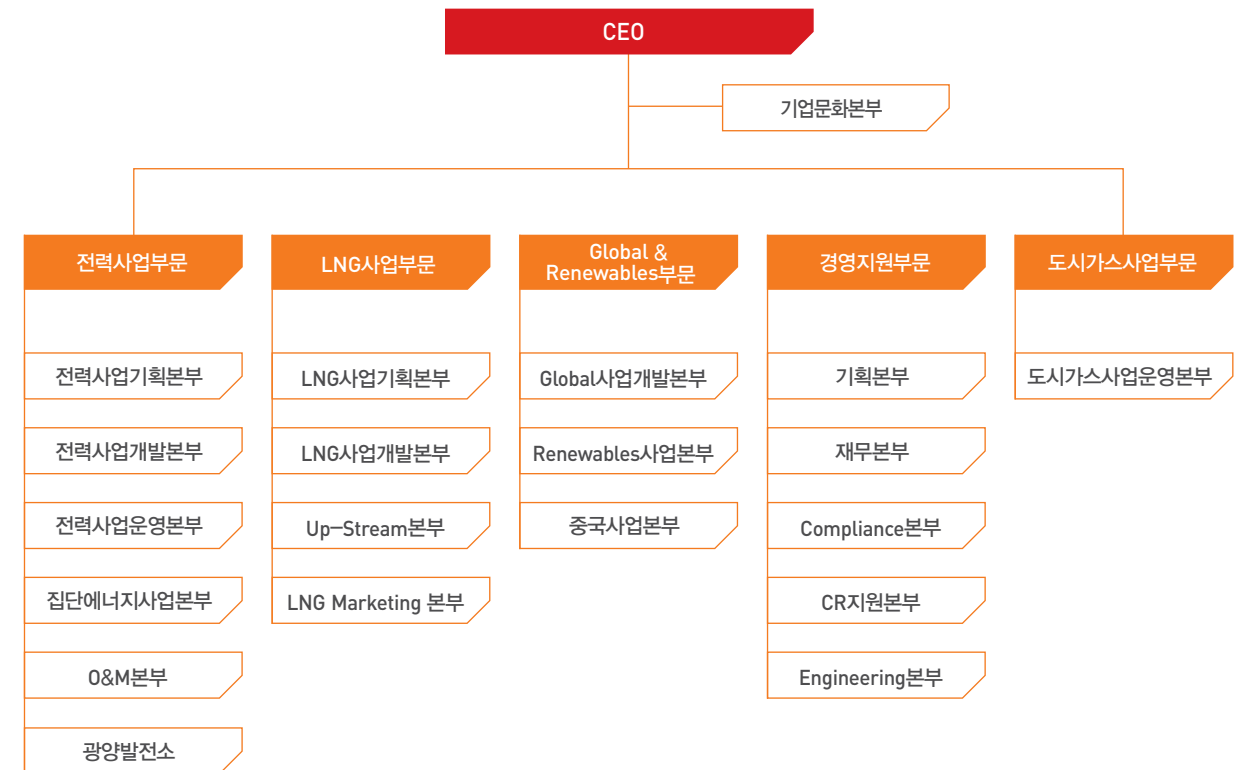 CEO
기업문화본부
전력사업부문
LNG사업부문
Global &
Renewables부문
경영지원부문
도시가스사업부문
전력사업기획본부
전력사업개발본부
전력사업운영본부
집단에너지사업본부
O&M본부
광양발전소
LNG사업기획본부
LNG사업개발본부
Up-Stream본부
LNG Marketing 본부
Global사업개발본부
Renewables사업본부
중국사업본부
기획본부
재무본부
Compliance본부
CR지원본부
Engineering본부
도시가스사업운영본부